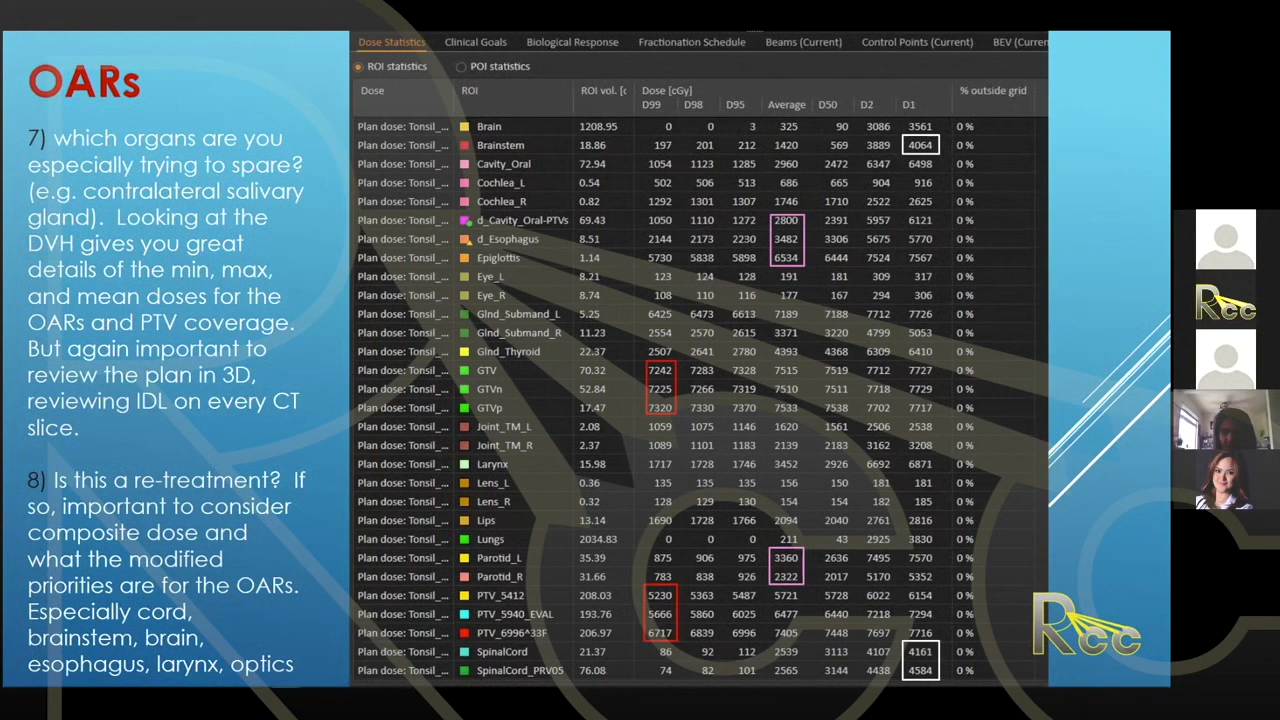 OARs
7) which organs are you
especially trying to spare?
(e.g. contralateral salivary
gland).  Looking at the
DVH gives you great
details of the min, max,
and mean doses for the
OARs and PTV coverage.
But again important to
review the plan in 3D,
reviewing IDL on every CT
slice.
8) Is this a re-treatment?  If
so, important to consider
composite dose and
what the modified
priorities are for the OARs.
Especially cord,
brainstem, brain,
esophagus, larynx, optics
Dose Statistics Clinical Goals Biological Response Fractionation Schedule Beams (Current) Control Points (Current) BEV (Curren
ROI statistics POI statistics
Dose ROI ROI vol. [c Dose [cGy] % outside grid
D99 D98 D95 Average D50 D2 D1
Plan dose: Tonsil_... Brain 1208.95 0 0 3 325 90 3086 3561 0 %
Plan dose: Tonsil_... Brainstem 18.86 197 201 212 1420 569 3889 4064 0 %
Plan dose: Tonsil_... Cavity_Oral 72.94 1054 1123 1285 2960 2472 6347 6498 0 %
Plan dose: Tonsil_... Cochlea_L 0.54 502 506 513 686 665 904 916 0 %
Plan dose: Tonsil_... Cochlea_R 0.82 1292 1301 1307 1746 1710 2522 2625 0 %
Plan dose: Tonsil_... d_Cavity_Oral-PTVs 69.43 1050 1110 1272 2800 2391 5957 6121 0 %
Plan dose: Tonsil_... d_Esophagus 8.51 2144 2173 2230 3482 3306 5675 5770 0 %
Plan dose: Tonsil_... Epiglottis 1.14 5730 5838 5898 6534 6444 7524 7567 0 %
Plan dose: Tonsil_... Eye_L 8.21 123 124 128 191 181 309 317 0 %
Plan dose: Tonsil_... Eye_R 8.74 108 110 116 177 167 294 306 0 %
Plan dose: Tonsil_... Glnd_Submand_L 5.25 6425 6473 6613 7189 7188 7712 7726 0 %
Plan dose: Tonsil_... Glnd_Submand_R 11.23 2554 2570 2615 3371 3220 4799 5053 0 %
Plan dose: Tonsil_... Glnd_Thyroid 22.37 2507 2641 2780 4393 4368 6309 6410 0 %
Plan dose: Tonsil_... GTV 70.32 7242 7283 7328 7515 7519 7712 7727 0 %
Plan dose: Tonsil_... GTVn 52.84 7225 7266 7319 7510 7511 7718 7729 0 %
Plan dose: Tonsil_... GTVp 17.47 7320 7330 7370 7533 7538 7702 7717 0 %
Plan dose: Tonsil_... Joint_TM_L 2.08 1059 1075 1146 1620 1561 2506 2538 0 %
Plan dose: Tonsil_... Joint_TM_R 2.37 1089 1101 1183 2139 2183 3162 3208 0 %
Plan dose: Tonsil_... Larynx 15.98 1717 1728 1746 3452 2926 6692 6871 0 %
Plan dose: Tonsil_... Lens_L 0.36 135 135 135 156 150 181 181 0 %
Plan dose: Tonsil_... Lens_R 0.32 128 129 130 154 154 182 185 0 %
Plan dose: Tonsil_... Lips 13.14 1690 1728 1766 2094 2040 2761 2816 0 %
Plan dose: Tonsil_... Lungs 2034.83 0 0 0 211 43 2925 3830 0 %
Plan dose: Tonsil_... Parotid_L 35.39 875 906 975 3360 2636 7495 7570 0 %
Plan dose: Tonsil_... Parotid_R 31.66 783 838 926 2322 2017 5170 5352 0 %
Plan dose: Tonsil_... PTV_5412 208.03 5230 5363 5487 5721 5728 6022 6154 0 %
Plan dose: Tonsil_... PTV_5940_EVAL 193.76 5666 5860 6025 6477 6440 7218 7294 0 %
Plan dose: Tonsil_... PTV_6996^33F 206.97 6717 6839 6996 7405 7448 7697 7716 0 %
Plan dose: Tonsil_... SpinalCord 21.37 86 92 112 2539 3113 4107 4161 0 %
Plan dose: Tonsil_... SpinalCord_PRV05 76.08 74 82 101 2565 3144 4438 4584 0 %
Rcc
Rcc